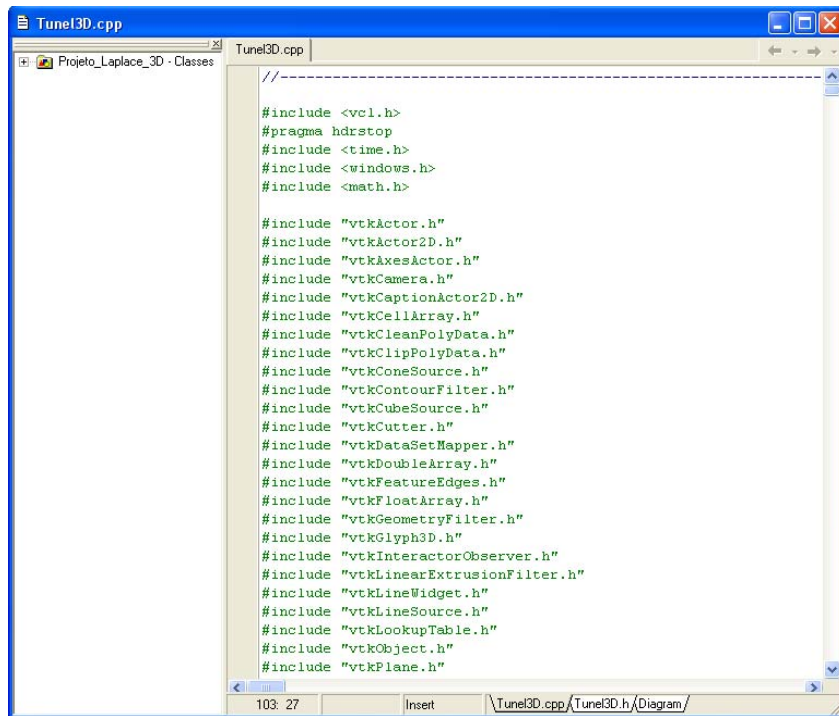 Tunel3D.cpp
Projeto_Laplace_3D - Classes
Tunel3D.cpp
//--------------------------------------------------------------
#include <vcl.h>
#pragma hdrstop
#include <time.h>
#include <windows.h>
#include <math.h>
#include "vtkActor.h"
#include "vtkActor2D.h"
#include "vtkAxesActor.h"
#include "vtkCamera.h"
#include "vtkCaptionActor2D.h"
#include "vtkCellArray.h"
#include "vtkCleanPolyData.h"
#include "vtkClipPolyData.h"
#include "vtkConeSource.h"
#include "vtkContourFilter.h"
#include "vtkCubeSource.h"
#include "vtkCutter.h"
#include "vtkDataSetMapper.h"
#include "vtkDoubleArray.h"
#include "vtkFeatureEdges.h"
#include "vtkFloatArray.h"
#include "vtkGeometryFilter.h"
#include "vtkGlyph3D.h"
#include "vtkInteractorObserver.h"
#include "vtkLinearExtrusionFilter.h"
#include "vtkLineWidget.h"
#include "vtkLineSource.h"
#include "vtkLookupTable.h"
#include "vtkObject.h"
#include "vtkPlane.h"
103: 27 Insert \Tunel3D.cpp/Tunel3D.h/Diagram/